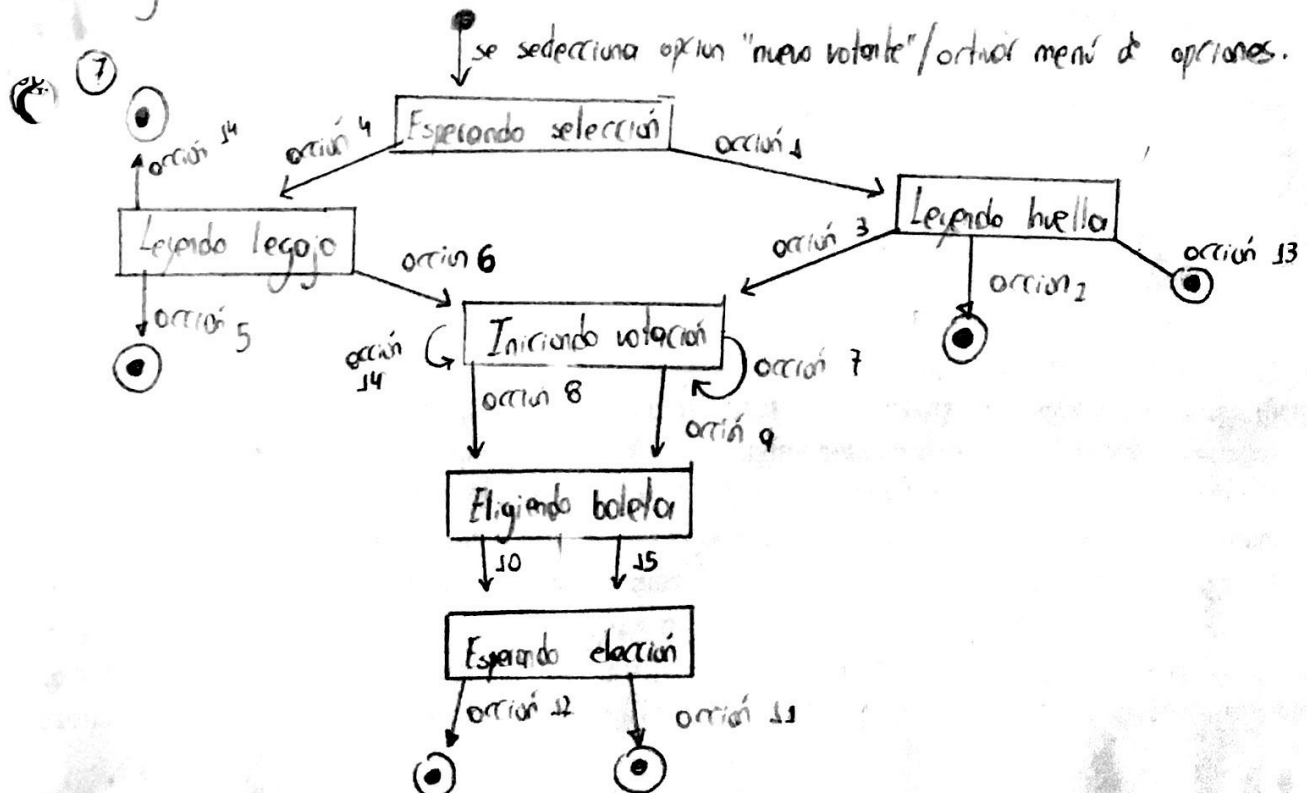 se sedecciona opción "nuevo votante"/activar menú de opciones.
7
Esperando selección
acción 14
acción 4
acción 1
Leyendo legajo
Leyendo huella
acción 6
acción 3
acción 13
acción 5
acción 2
Iniciando votación
acción 14
acción 7
acción 8
acción 9
Eligiendo boleta
10
15
Esperando elección
acción 12
acción 11